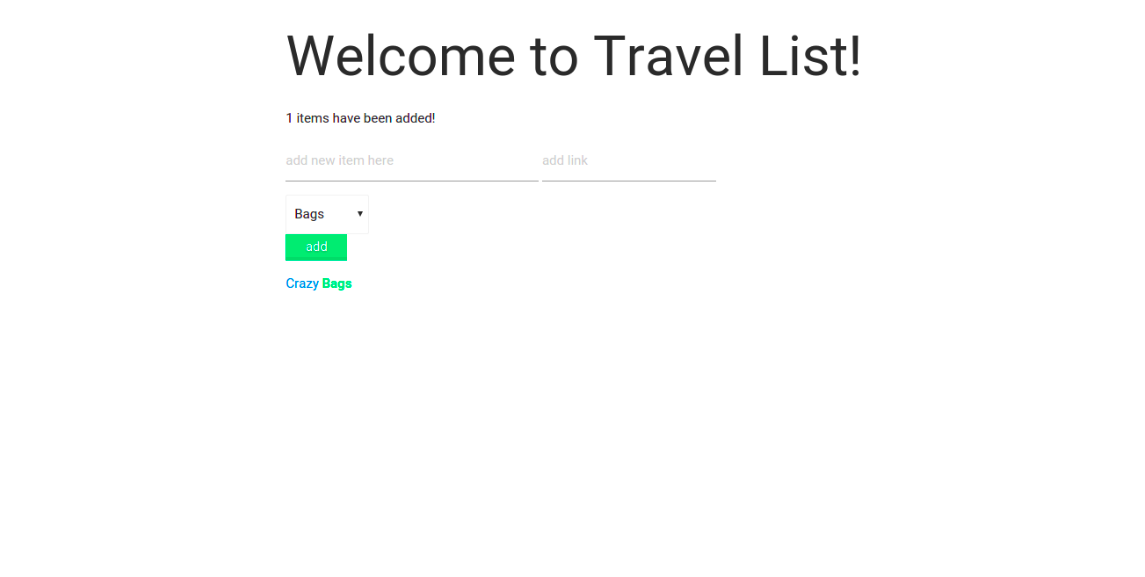 Welcome to Travel List!
1 items have been added!
add new item here add link
Bags
add
Crazy Bags